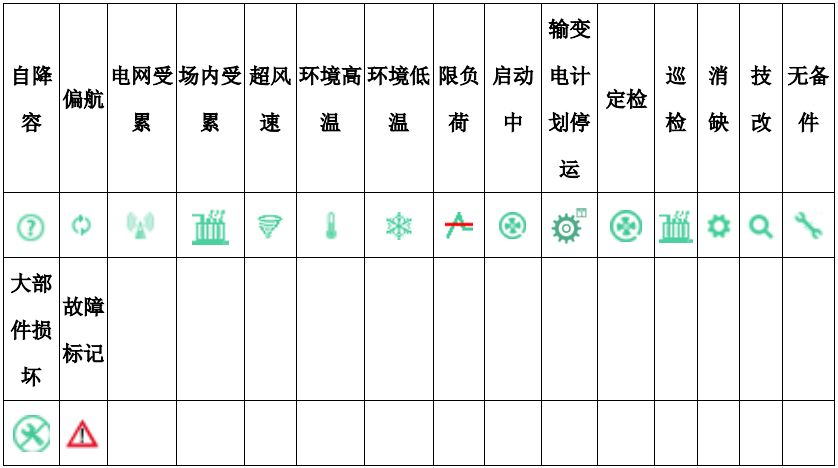 自降
容
偏航
电网受
累
场内受
累
超风
速
环境高
温
环境低
温
限负
荷
启动
中
输变
电计
划停
运
定检
巡
检
消
缺
技
改
无备
件
大部
件损
坏
故障
标记